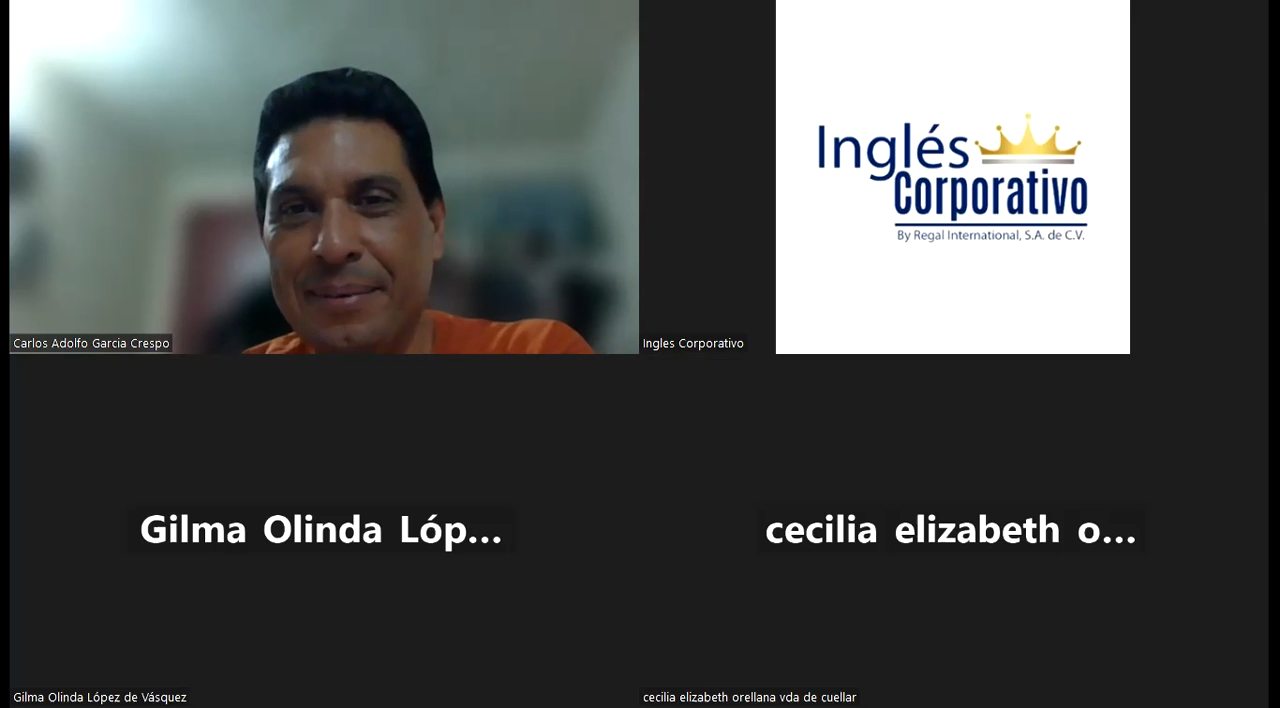 Inglés
Corporativo
By Regal International, S.A. de C.V.
Carlos Adolfo Garcia Crespo
Ingles Corporativo
Gilma Olinda Lóp...
cecilia elizabeth o...
Gilma Olinda López de Vásquez
cecilia elizabeth orellana vda de cuellar